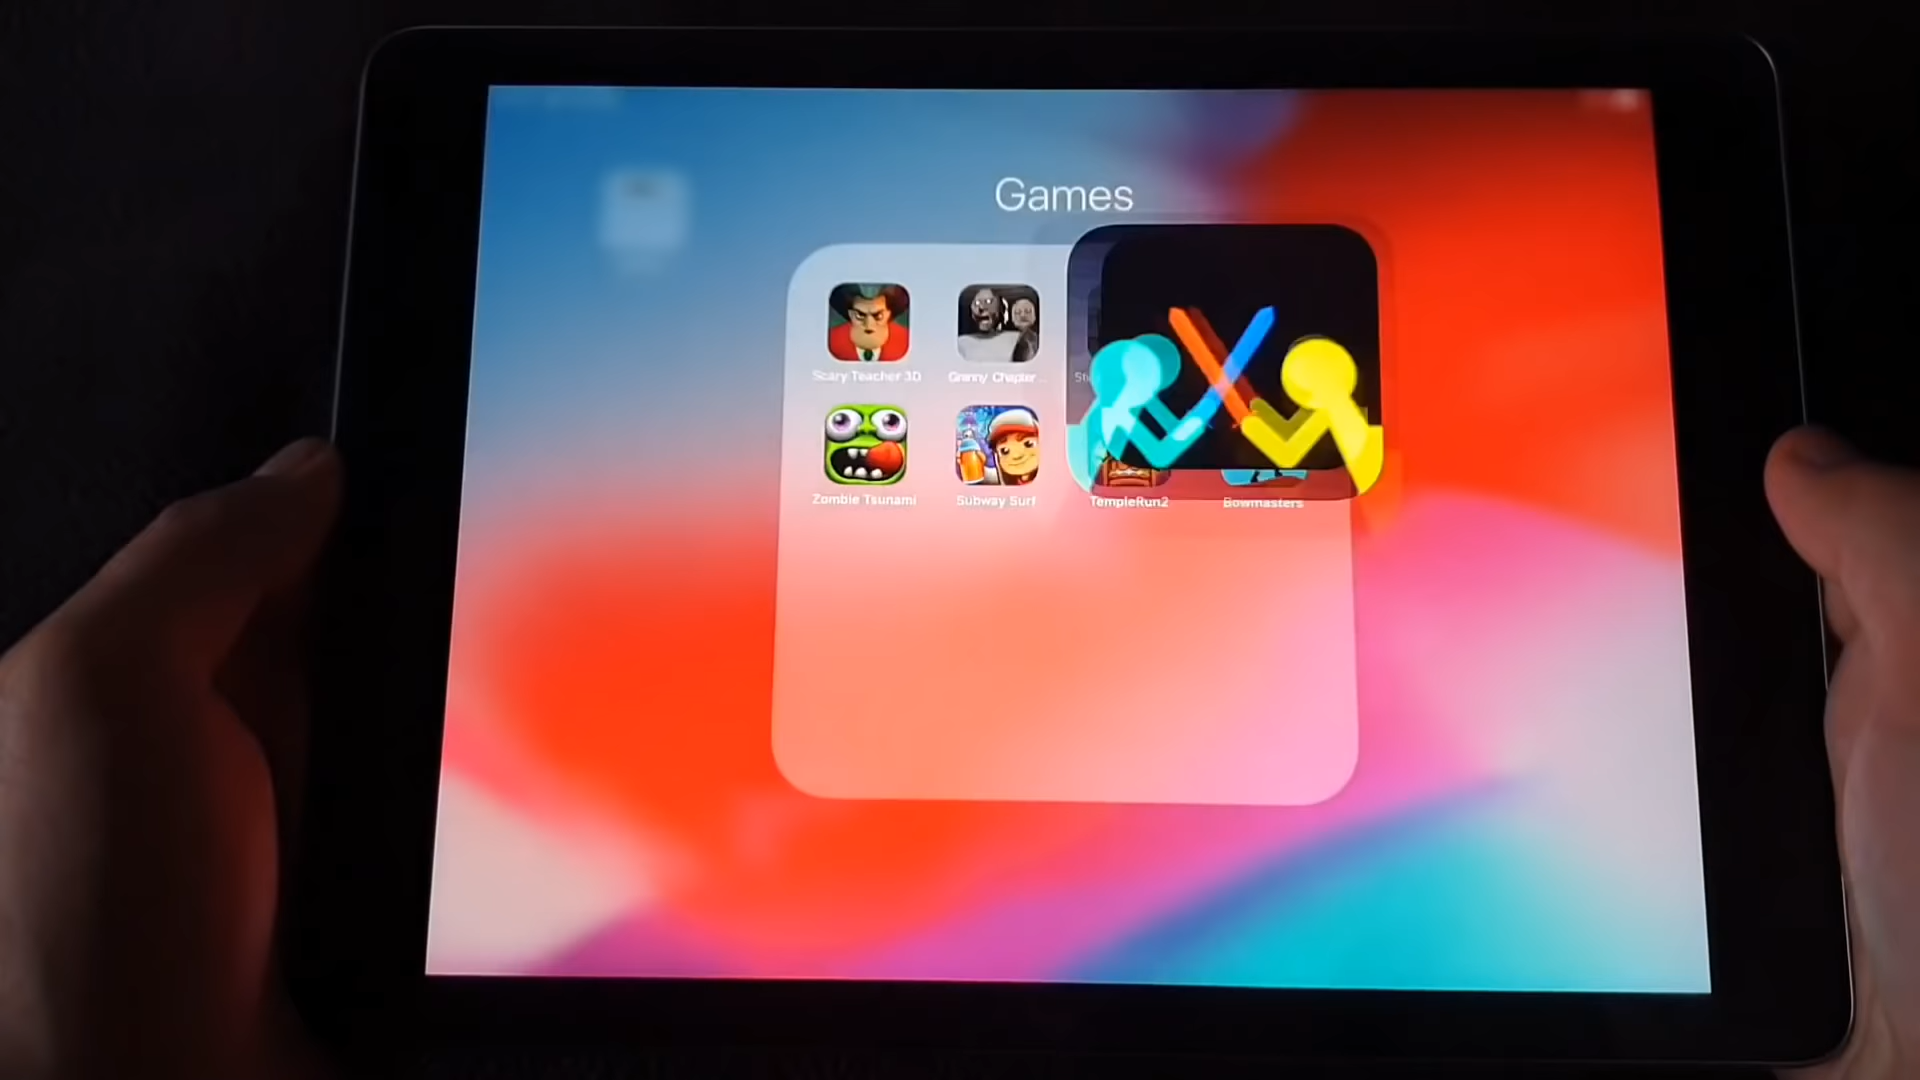 Games
Scary Teacher 3D
Granny Chapter ...
Zombie Tsunami
Subway Surf
TempleRun2
Bowmasters